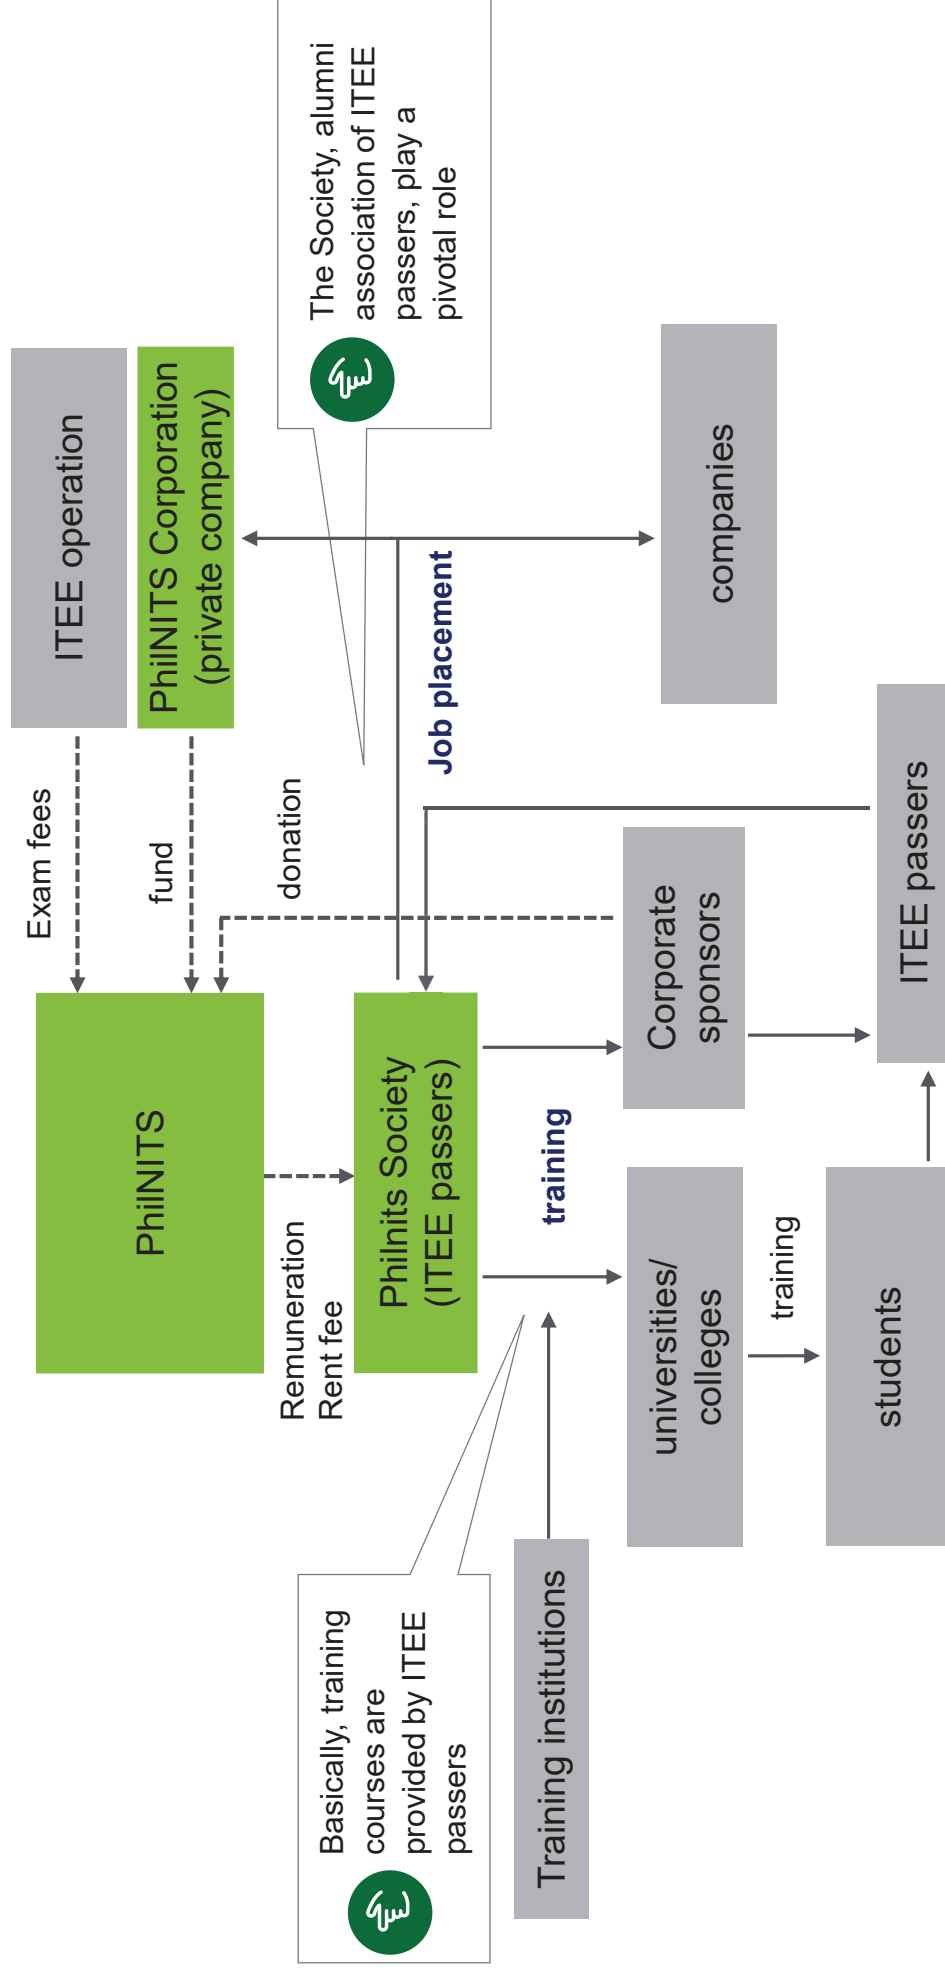 PhilNITS
Exam fees
ITEE operation
fund
PhilNITS Corporation
(private company)
donation
Remuneration
Rent fee
The Society, alumni
association of ITEE
passers, play a
pivotal role
Basically, training
courses are
provided by ITEE
passers
Philnits Society
(ITEE passers)
Job placement
training
Training institutions
universities/
colleges
Corporate
sponsors
companies
training
students
ITEE passers